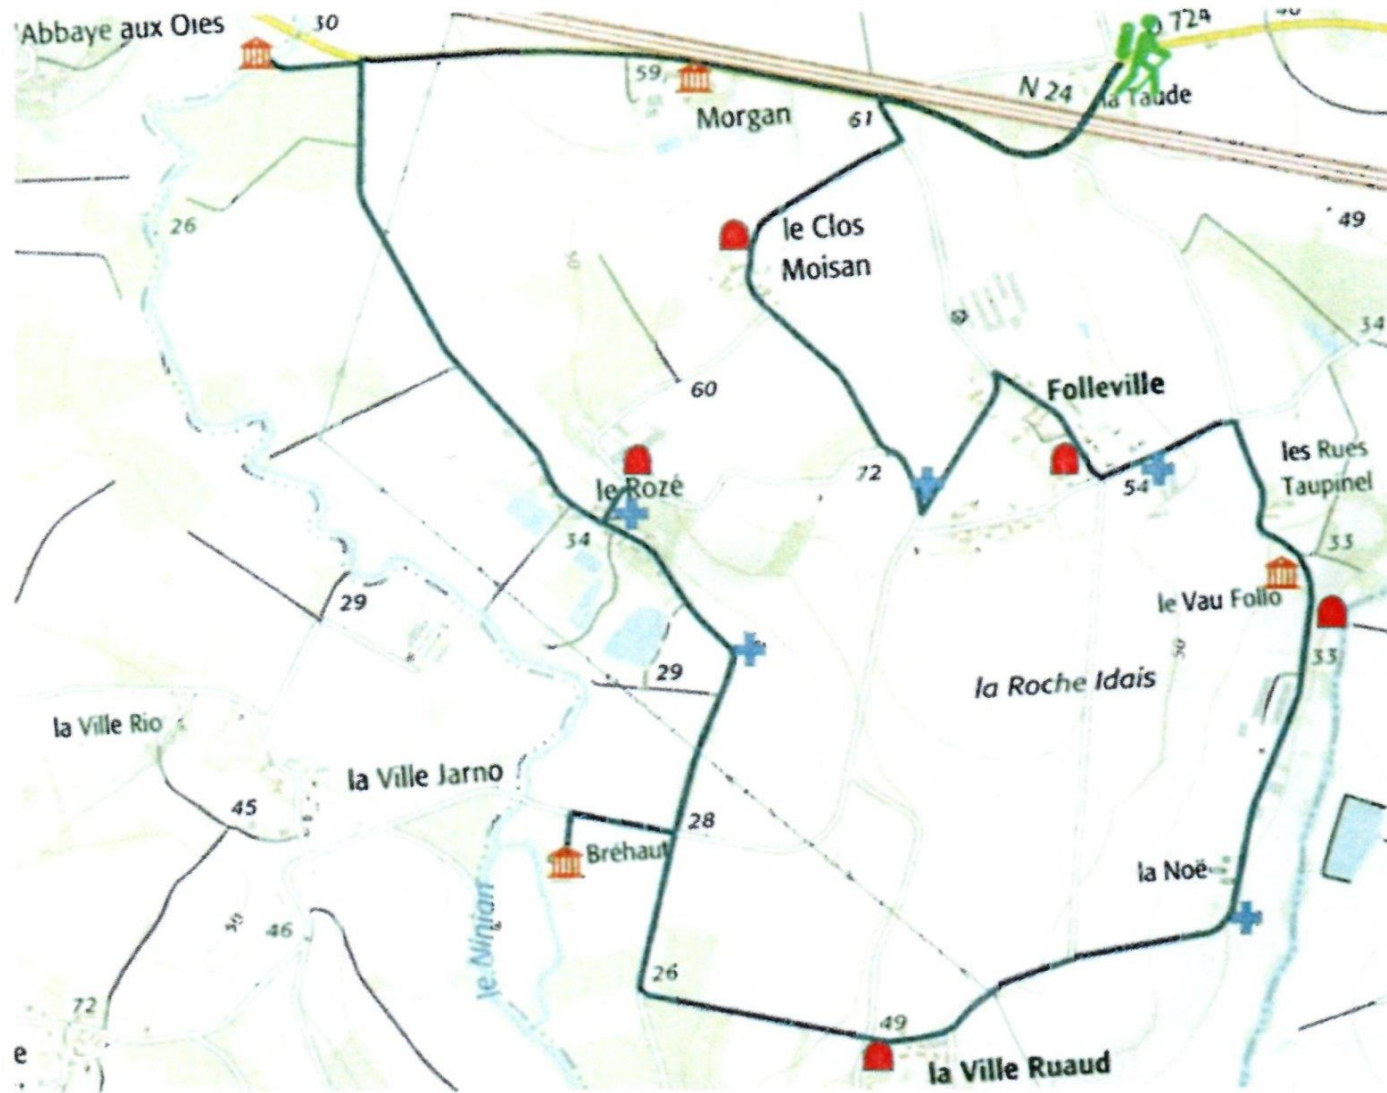 'Abbaye aux Oies
30
724
N 24
la Taude
59
Morgan
61
26
le Clos
Moisan
49
34
60
Folleville
72
le Rozé
54
les Rues
Taupinel
34
33
29
le Vau Follo
50
33
29
la Roche Idais
la Ville Rio
la Ville Jarno
45
28
Bréhaut
la Noë
50
46
le Ninian
26
72
49
e
la Ville Ruaud